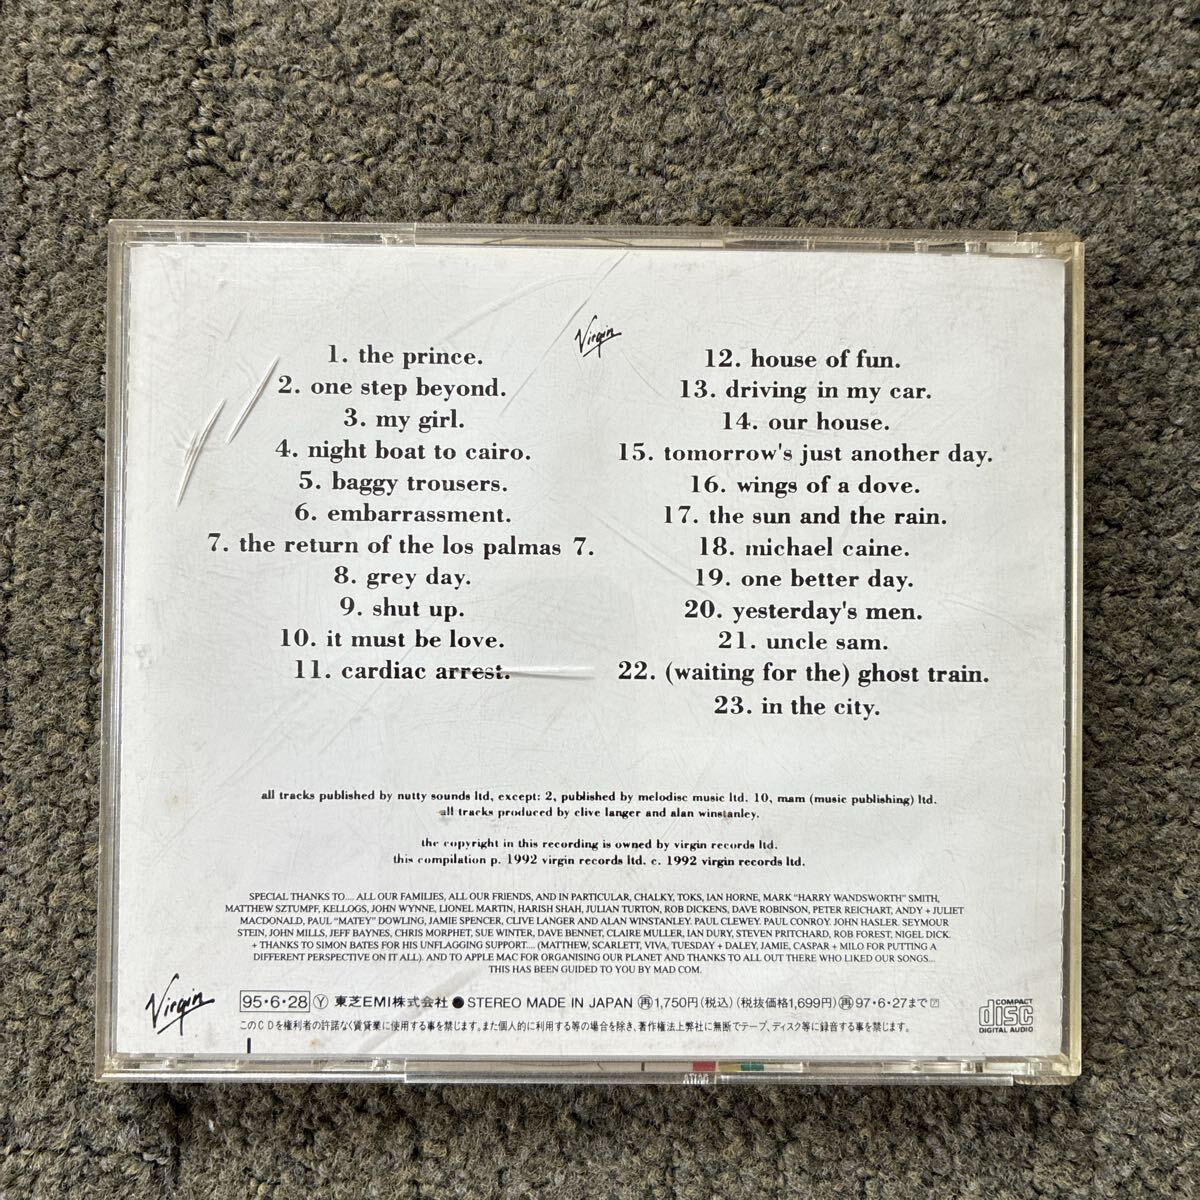 Virgin
1. the prince.
2. one step beyond.
3. my girl.
4. night boat to cairo.
5. baggy trousers.
6. embarrassment.
7. the return of the los palmas 7.
8. grey day.
9. shut up.
10. it must be love.
11. cardiac arrest.
12. house of fun.
13. driving in my car.
14. our house.
15. tomorrow's just another day.
16. wings of a dove.
17. the sun and the rain.
18. michael caine.
19. one better day.
20. yesterday's men.
21. uncle sam.
22. (waiting for the) ghost train.
23. in the city.
all tracks published by nutty sounds ltd, except: 2, published by melodisc music ltd. 10, mam (music publishing) ltd.
all tracks produced by clive langer and alan winstanley.
the copyright in this recording is owned by virgin records ltd.
this compilation p. 1992 virgin records ltd. c. 1992 virgin records ltd.
SPECIAL THANKS TO.... ALL OUR FAMILIES, ALL OUR FRIENDS, AND IN PARTICULAR, CHALKY, TOKS, IAN HORNE, MARK "HARRY WANDSWORTH" SMITH,
MATTHEW SZTUMPF, KELLOGS, JOHN WYNNE, LIONEL MARTIN, HARISH SHAH, JULIAN TURTON, ROB DICKENS, DAVE ROBINSON, PETER REICHART, ANDY + JULIET
MACDONALD, PAUL "MATEY" DOWLING, JAMIE SPENCER, CLIVE LANGER AND ALAN WINSTANLEY. PAUL CLEWEY. PAUL CONROY. JOHN HASLER. SEYMOUR
STEIN, JOHN MILLS, JEFF BAYNES, CHRIS MORPHET, SUE WINTER, DAVE BENNET, CLAIRE MULLER, IAN DURY, STEVEN PRITCHARD, ROB FOREST, NIGEL DICK.
+ THANKS TO SIMON BATES FOR HIS UNFLAGGING SUPPORT.... (MATTHEW, SCARLETT, VIVA, TUESDAY + DALEY, JAMIE, CASPAR + MILO FOR PUTTING A
DIFFERENT PERSPECTIVE ON IT ALL). AND TO APPLE MAC FOR ORGANISING OUR PLANET AND THANKS TO ALL OUT THERE WHO LIKED OUR SONGS...
THIS HAS BEEN GUIDED TO YOU BY MAD COM.
Virgin
95・6・28 Ⓨ 東芝EMI株式会社 ● STEREO MADE IN JAPAN ㊢1,750円(税込)(税抜価格1,699円)㊢97・6・27まで
このCDを権利者の許諾なく賃貸業に使用する事を禁じます。また個人的に利用する等の場合を除き、著作権法上弊社に無断でテープ、ディスク等に録音する事を禁じます。
COMPACT
disc
DIGITAL AUDIO